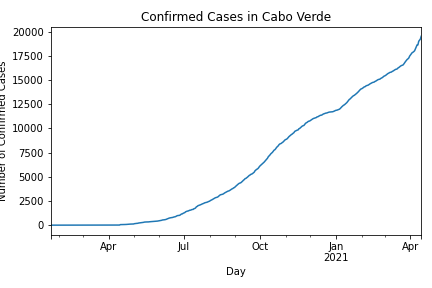 Confirmed Cases in Cabo Verde
20000
17500
15000
12500
10000
7500
5000
2500
0
Number of Confirmed Cases
Apr
Jul
Oct
Jan
2021
Apr
Day